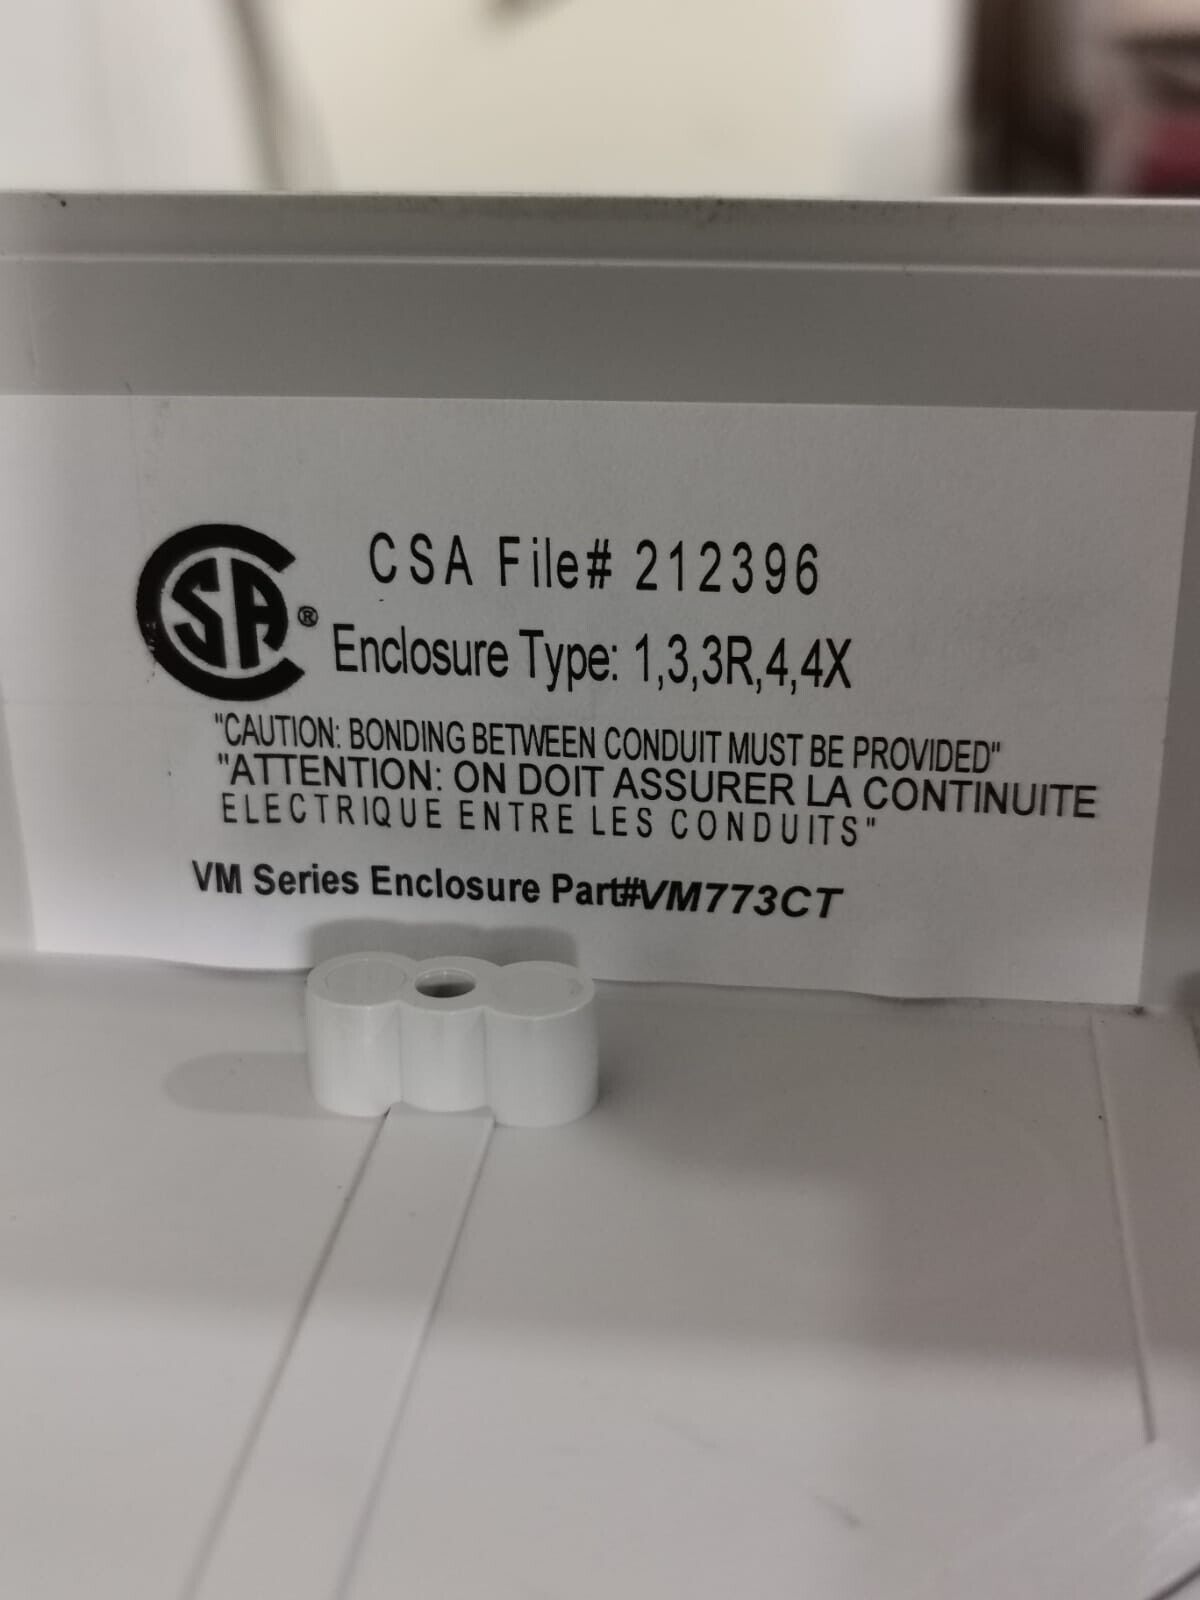 CSA® CSA File# 212396
Enclosure Type: 1,3,3R,4,4X
"CAUTION: BONDING BETWEEN CONDUIT MUST BE PROVIDED"
"ATTENTION: ON DOIT ASSURER LA CONTINUITE
ELECTRIQUE ENTRE LES CONDUITS"
VM Series Enclosure Part#VM773CT